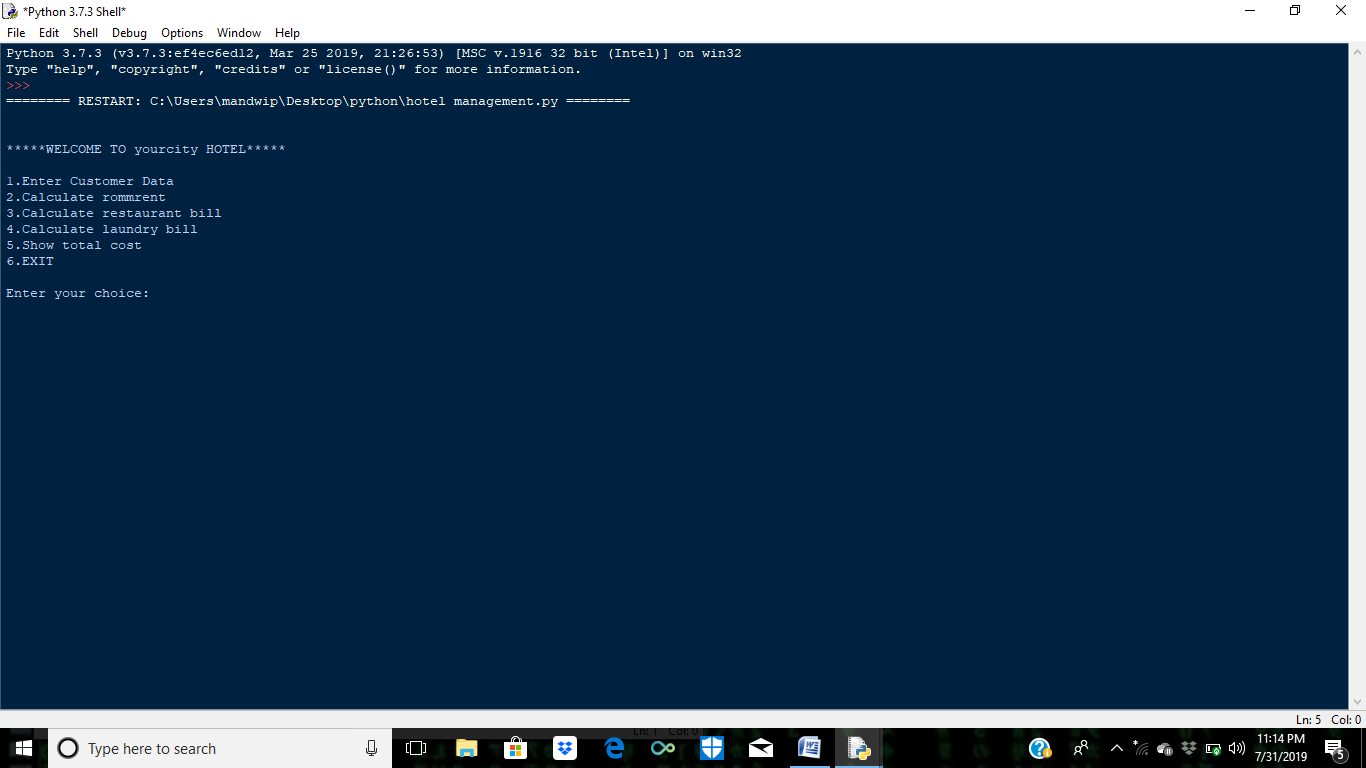 *Python 3.7.3 Shell*
File Edit Shell Debug Options Window Help
Python 3.7.3 (v3.7.3:ef4ec6ed12, Mar 25 2019, 21:26:53) [MSC v.1916 32 bit (Intel)] on win32
Type "help", "copyright", "credits" or "license()" for more information.
>>>
======== RESTART: C:\Users\mandwip\Desktop\python\hotel management.py ========
*****WELCOME TO yourcity HOTEL*****
1.Enter Customer Data
2.Calculate rommrent
3.Calculate restaurant bill
4.Calculate laundry bill
5.Show total cost
6.EXIT
Enter your choice:
Ln: 5 Col: 0
Ln: 1 Col: 0
Type here to search
11:14 PM
7/31/2019
5